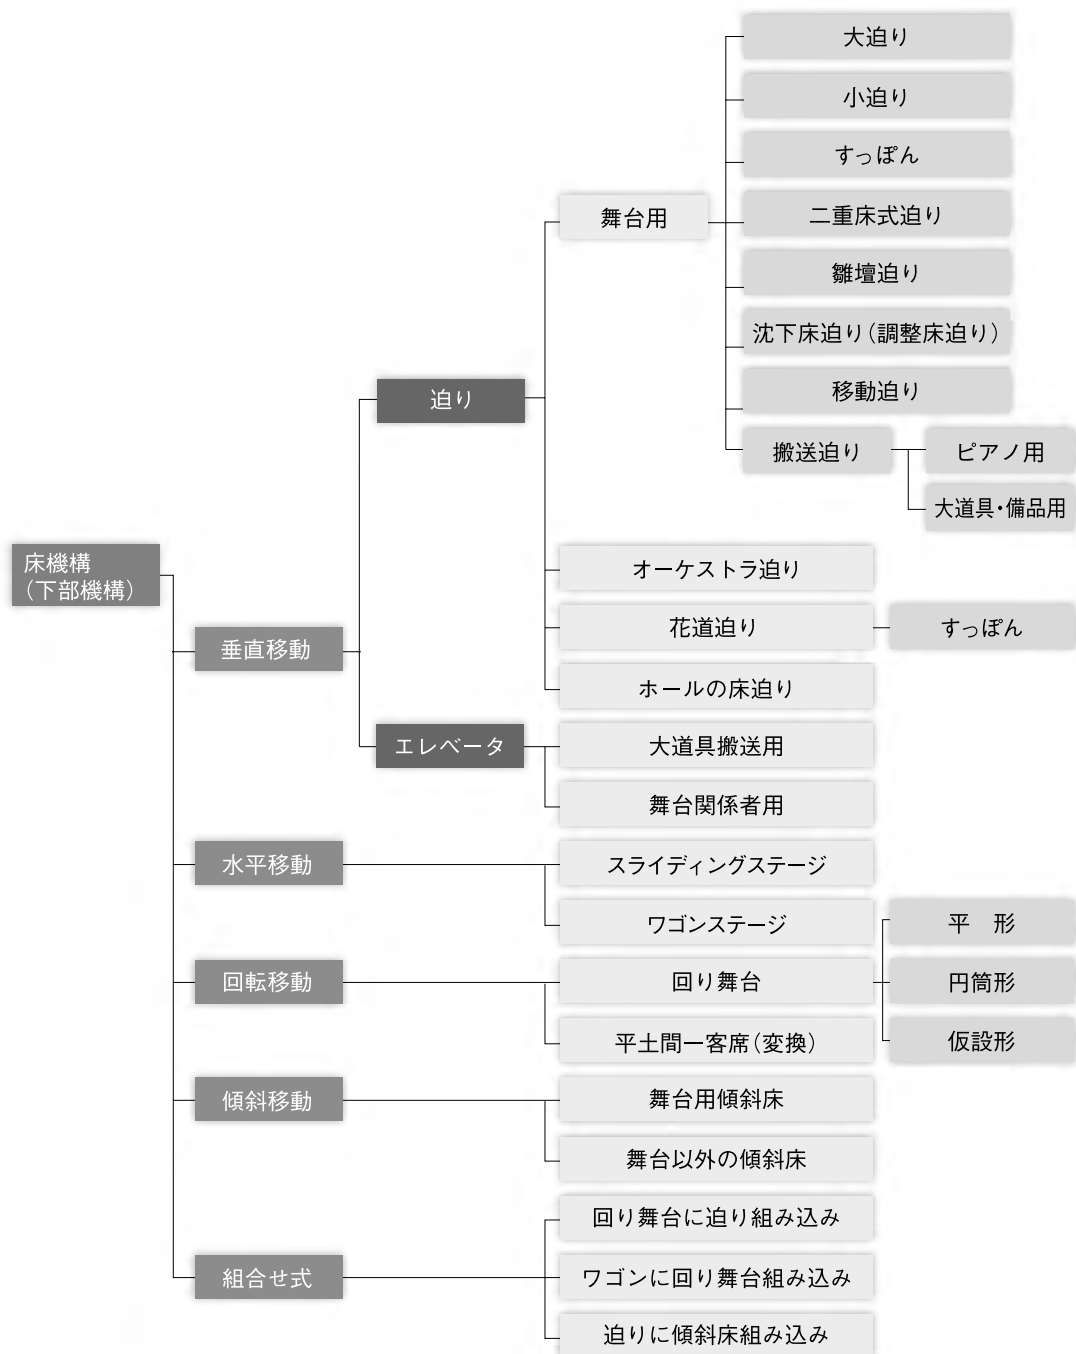 大迫り
小迫り
すっぽん
舞台用
二重床式迫り
雛壇迫り
沈下床迫り（調整床迫り）
迫り
移動迫り
搬送迫り
ピアノ用
大道具・備品用
床機構
（下部機構）
オーケストラ迫り
垂直移動
花道迫り
すっぽん
ホールの床迫り
エレベータ
大道具搬送用
舞台関係者用
水平移動
スライディングステージ
ワゴンステージ
平　形
回転移動
回り舞台
円筒形
平土間ー客席（変換）
仮設形
傾斜移動
舞台用傾斜床
舞台以外の傾斜床
回り舞台に迫り組み込み
組合せ式
ワゴンに回り舞台組み込み
迫りに傾斜床組み込み